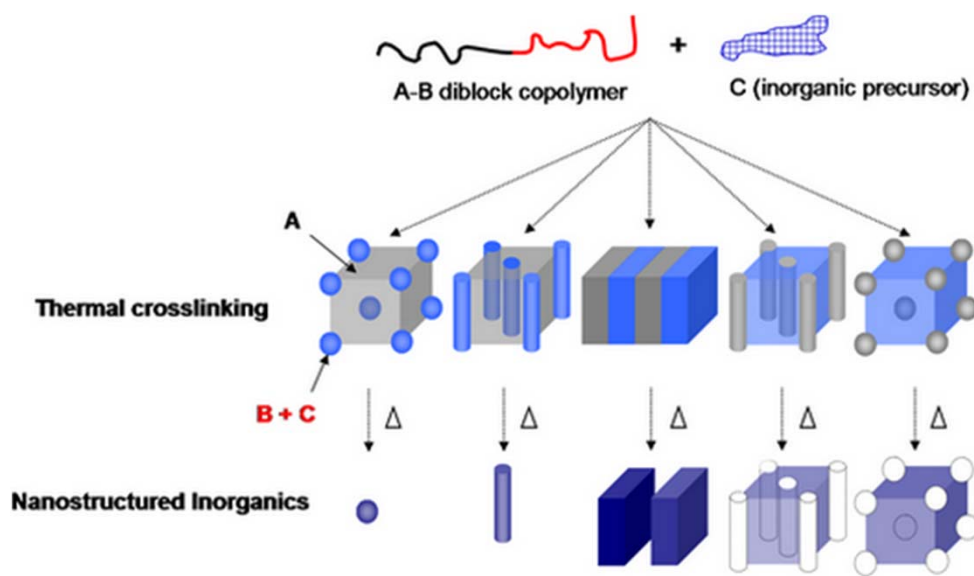 +
A-B diblock copolymer
C (inorganic precursor)
A
Thermal crosslinking
B + C
Δ Δ Δ Δ Δ
Nanostructured Inorganics